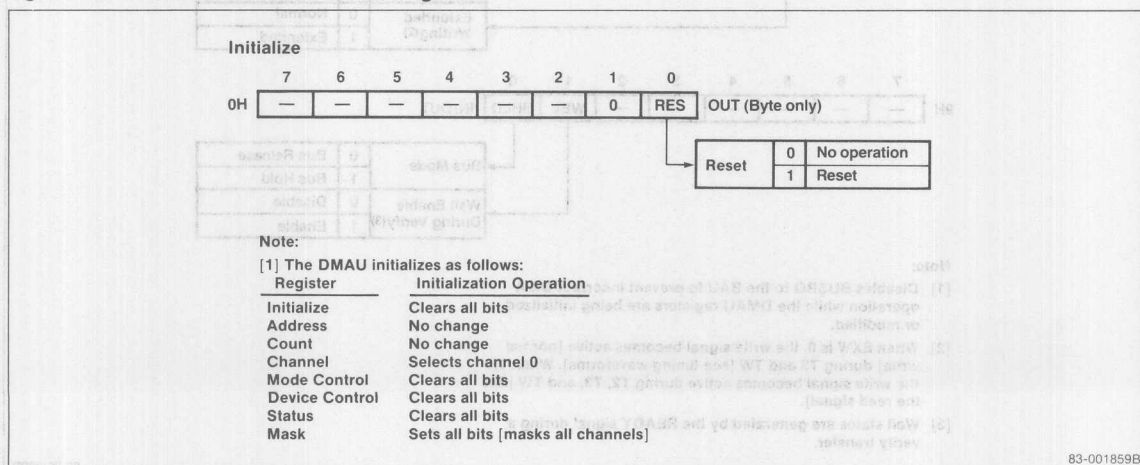 Initialize
7 6 5 4 3 2 1 0
0H — — — — — — 0 RES OUT (Byte only)
Reset 0 No operation
1 Reset
Note:
[1] The DMAU initializes as follows:
Register Initialization Operation
Initialize Clears all bits
Address No change
Count No change
Channel Selects channel 0
Mode Control Clears all bits
Device Control Clears all bits
Status Clears all bits
Mask Sets all bits [masks all channels]
83-001859B